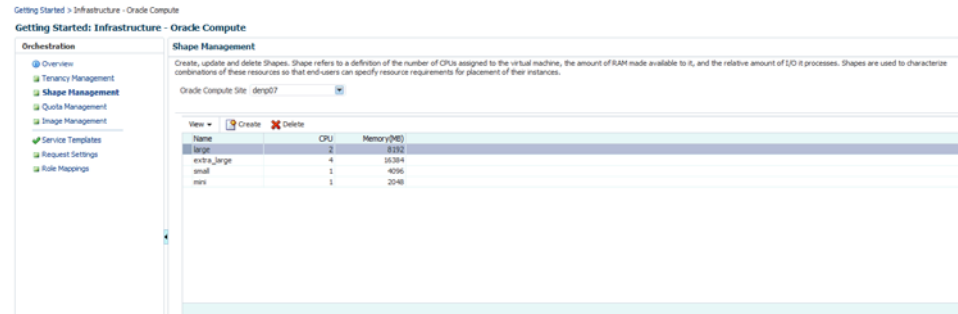 Getting Started > Infrastructure - Oracle Compute
Getting Started: Infrastructure - Oracle Compute
Orchestration
Overview
Tenancy Management
Shape Management
Quota Management
Image Management
Service Templates
Request Settings
Role Mappings
Shape Management
Create, update and delete Shapes. Shape refers to a definition of the number of CPUs assigned to the virtual machine, the amount of RAM made available to it, and the relative amount of I/O it processes. Shapes are used to characterize
combinations of these resources so that end-users can specify resource requirements for placement of their instances.
Oracle Compute Site denp07
View Create Delete
Name CPU Memory(MB)
large 2 8192
extra_large 4 16384
small 1 4096
mini 1 2048